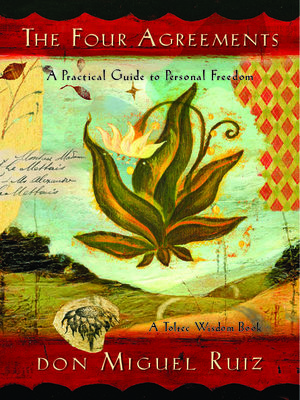 THE FOUR AGREEMENTS
A Practical Guide to Personal Freedom
A Toltec Wisdom Book
DON MIGUEL RUIZ